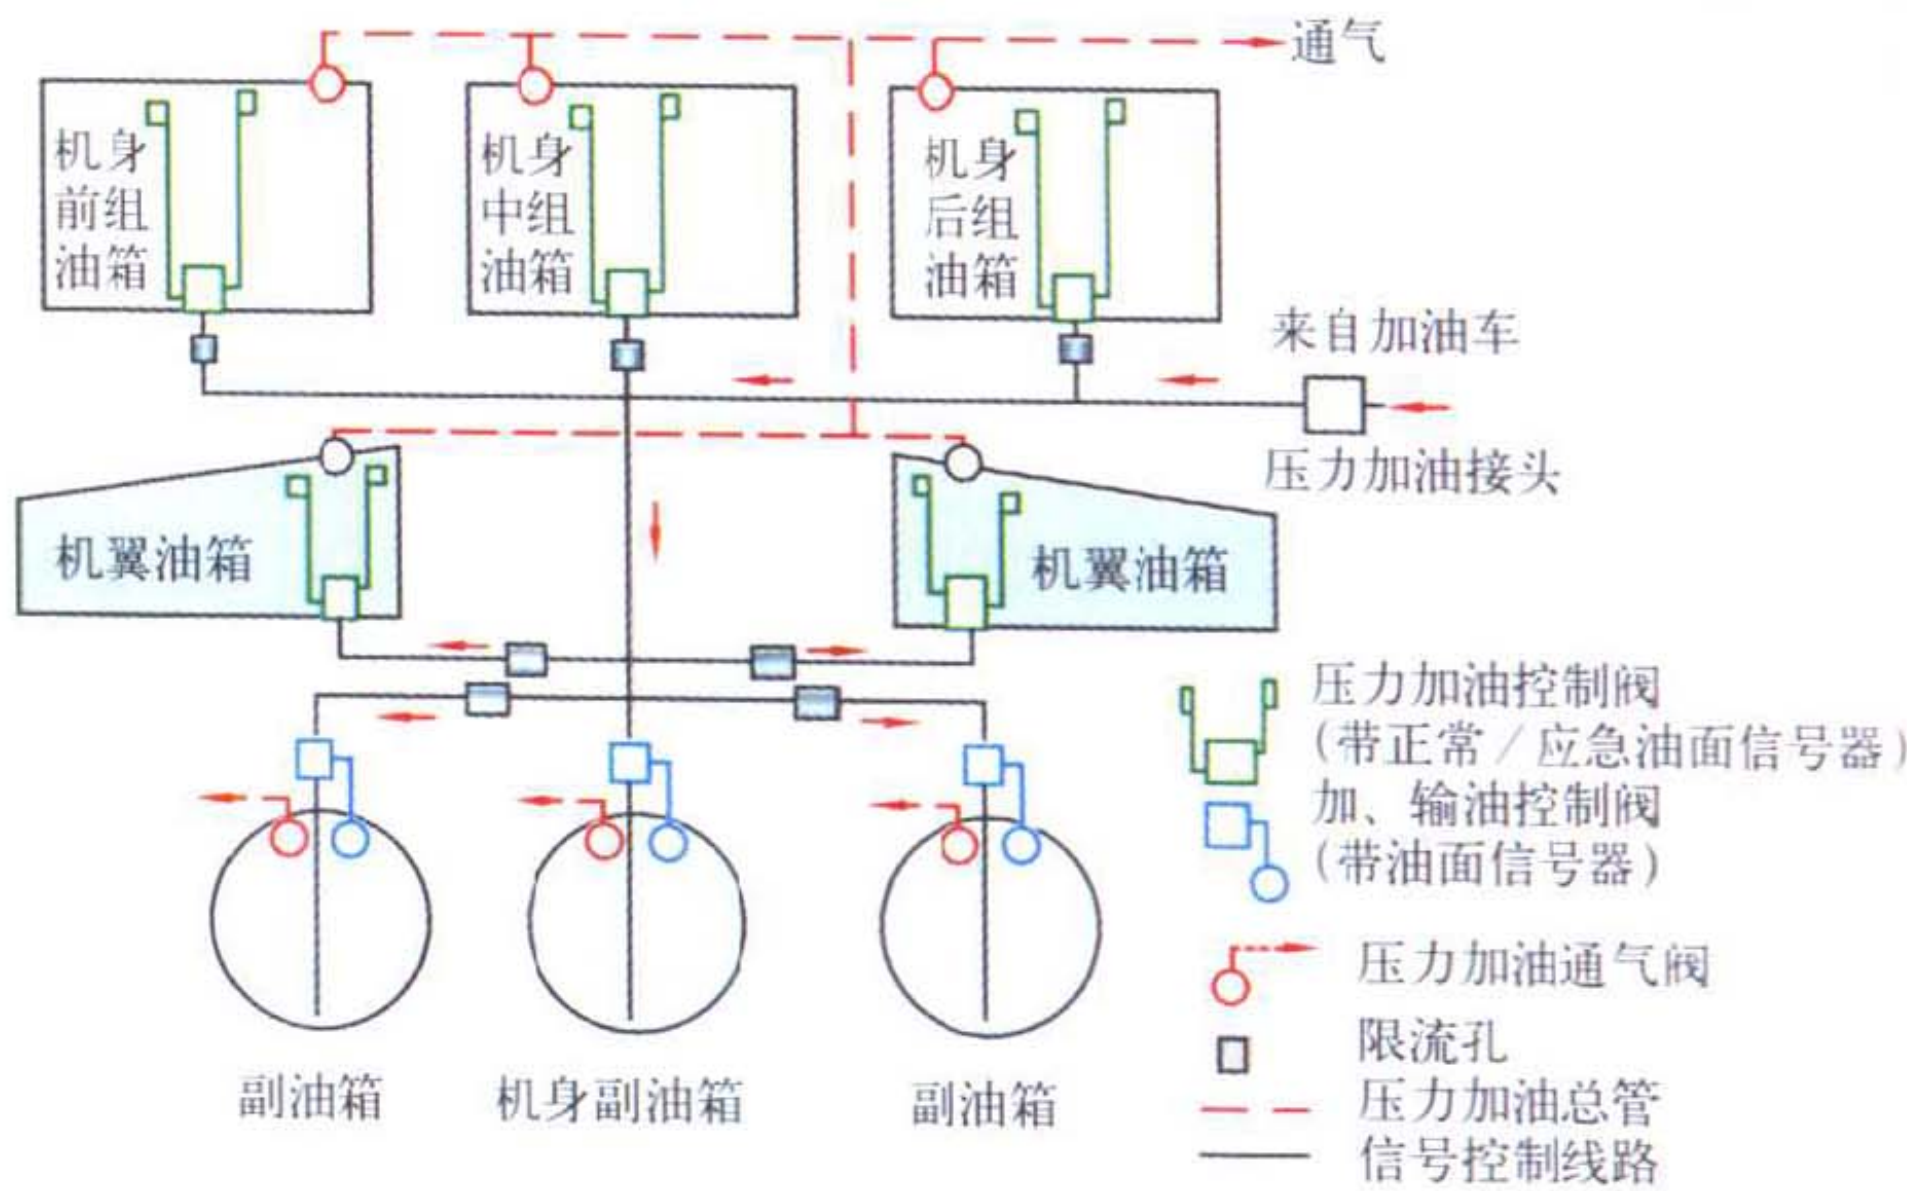 通气
机身
前组
油箱
机身
中组
油箱
机身
后组
油箱
来自加油车
压力加油接头
机翼油箱
机翼油箱
压力加油控制阀
(带正常/应急油面信号器)
加、输油控制阀
(带油面信号器)
压力加油通气阀
限流孔
压力加油总管
信号控制线路
副油箱
机身副油箱
副油箱